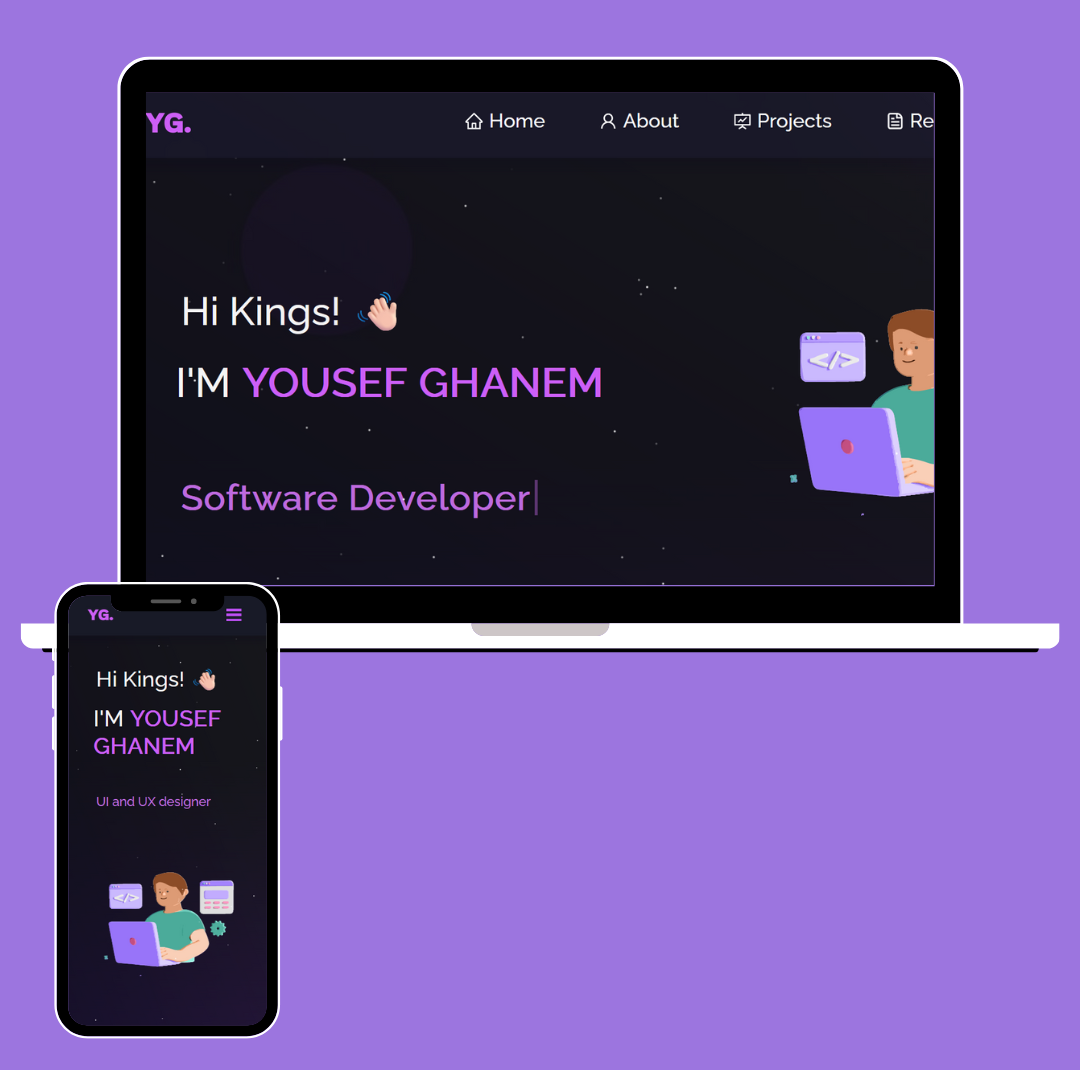 YG.
Home About Projects Re
Hi Kings!
I'M YOUSEF GHANEM
</>
Software Developer
YG.
Hi Kings!
I'M YOUSEF
GHANEM
UI and UX designer
</>